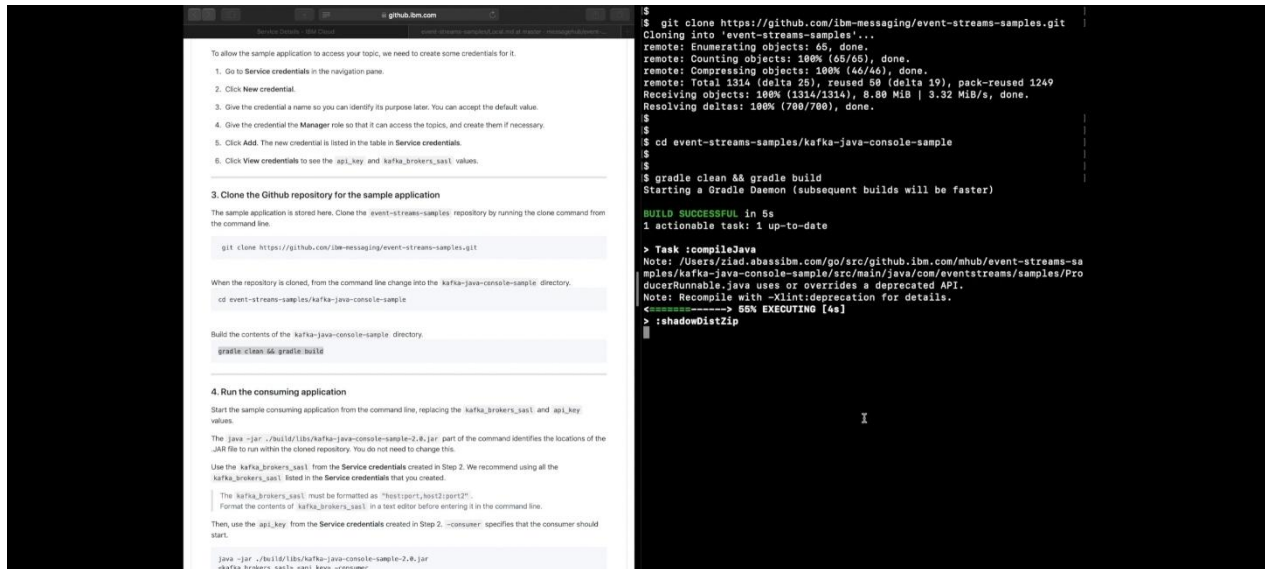 github.ibm.com
Service Details - IBM Cloud
To allow the sample application to access your topic, we need to create some credentials for it.
1. Go to Service credentials in the navigation pane.
2. Click New credential.
3. Give the credential a name so you can identify its purpose later. You can accept the default value.
4. Give the credential the Manager role so that it can access the topics, and create them if necessary.
5. Click Add. The new credential is listed in the table in Service credentials.
6. Click View credentials to see the api_key and kafka_brokers_sasl values.
3. Clone the Github repository for the sample application
The sample application is stored here. Clone the event-streams-samples repository by running the clone command from
the command line.
git clone https://github.com/ibm-messaging/event-streams-samples.git
When the repository is cloned, from the command line change into the kafka-java-console-sample directory.
cd event-streams-samples/kafka-java-console-sample
Build the contents of the kafka-java-console-sample directory.
gradle clean && gradle build
4. Run the consuming application
Start the sample consuming application from the command line, replacing the kafka_brokers_sasl and api_key
values.
The java -jar ./build/libs/kafka-java-console-sample-2.0.jar part of the command identifies the locations of the
.JAR file to run within the cloned repository. You do not need to change this.
Use the kafka_brokers_sasl from the Service credentials created in Step 2. We recommend using all the
kafka_brokers_sasl listed in the Service credentials that you created.
The kafka_brokers_sasl must be formatted as "host:port,host2:port2".
Format the contents of kafka_brokers_sasl in a text editor before entering it in the command line.
Then, use the api_key from the Service credentials created in Step 2. -consumer specifies that the consumer should
start.
java -jar ./build/libs/kafka-java-console-sample-2.0.jar
<kafka_brokers_sasl> <api_key> -consumer
$
$ git clone https://github.com/ibm-messaging/event-streams-samples.git
Cloning into 'event-streams-samples'...
remote: Enumerating objects: 65, done.
remote: Counting objects: 100% (65/65), done.
remote: Compressing objects: 100% (46/46), done.
remote: Total 1314 (delta 25), reused 50 (delta 19), pack-reused 1249
Receiving objects: 100% (1314/1314), 8.80 MiB | 3.32 MiB/s, done.
Resolving deltas: 100% (700/700), done.
$
$
$ cd event-streams-samples/kafka-java-console-sample
$
$
$ gradle clean && gradle build
Starting a Gradle Daemon (subsequent builds will be faster)
BUILD SUCCESSFUL in 5s
1 actionable task: 1 up-to-date
> Task :compileJava
Note: /Users/ziad.abassibm.com/go/src/github.ibm.com/mhub/event-streams-sa
mples/kafka-java-console-sample/src/main/java/com/eventstreams/samples/Pro
ducerRunnable.java uses or overrides a deprecated API.
Note: Recompile with -Xlint:deprecation for details.
<=======------> 55% EXECUTING [4s]
> :shadowDistZip